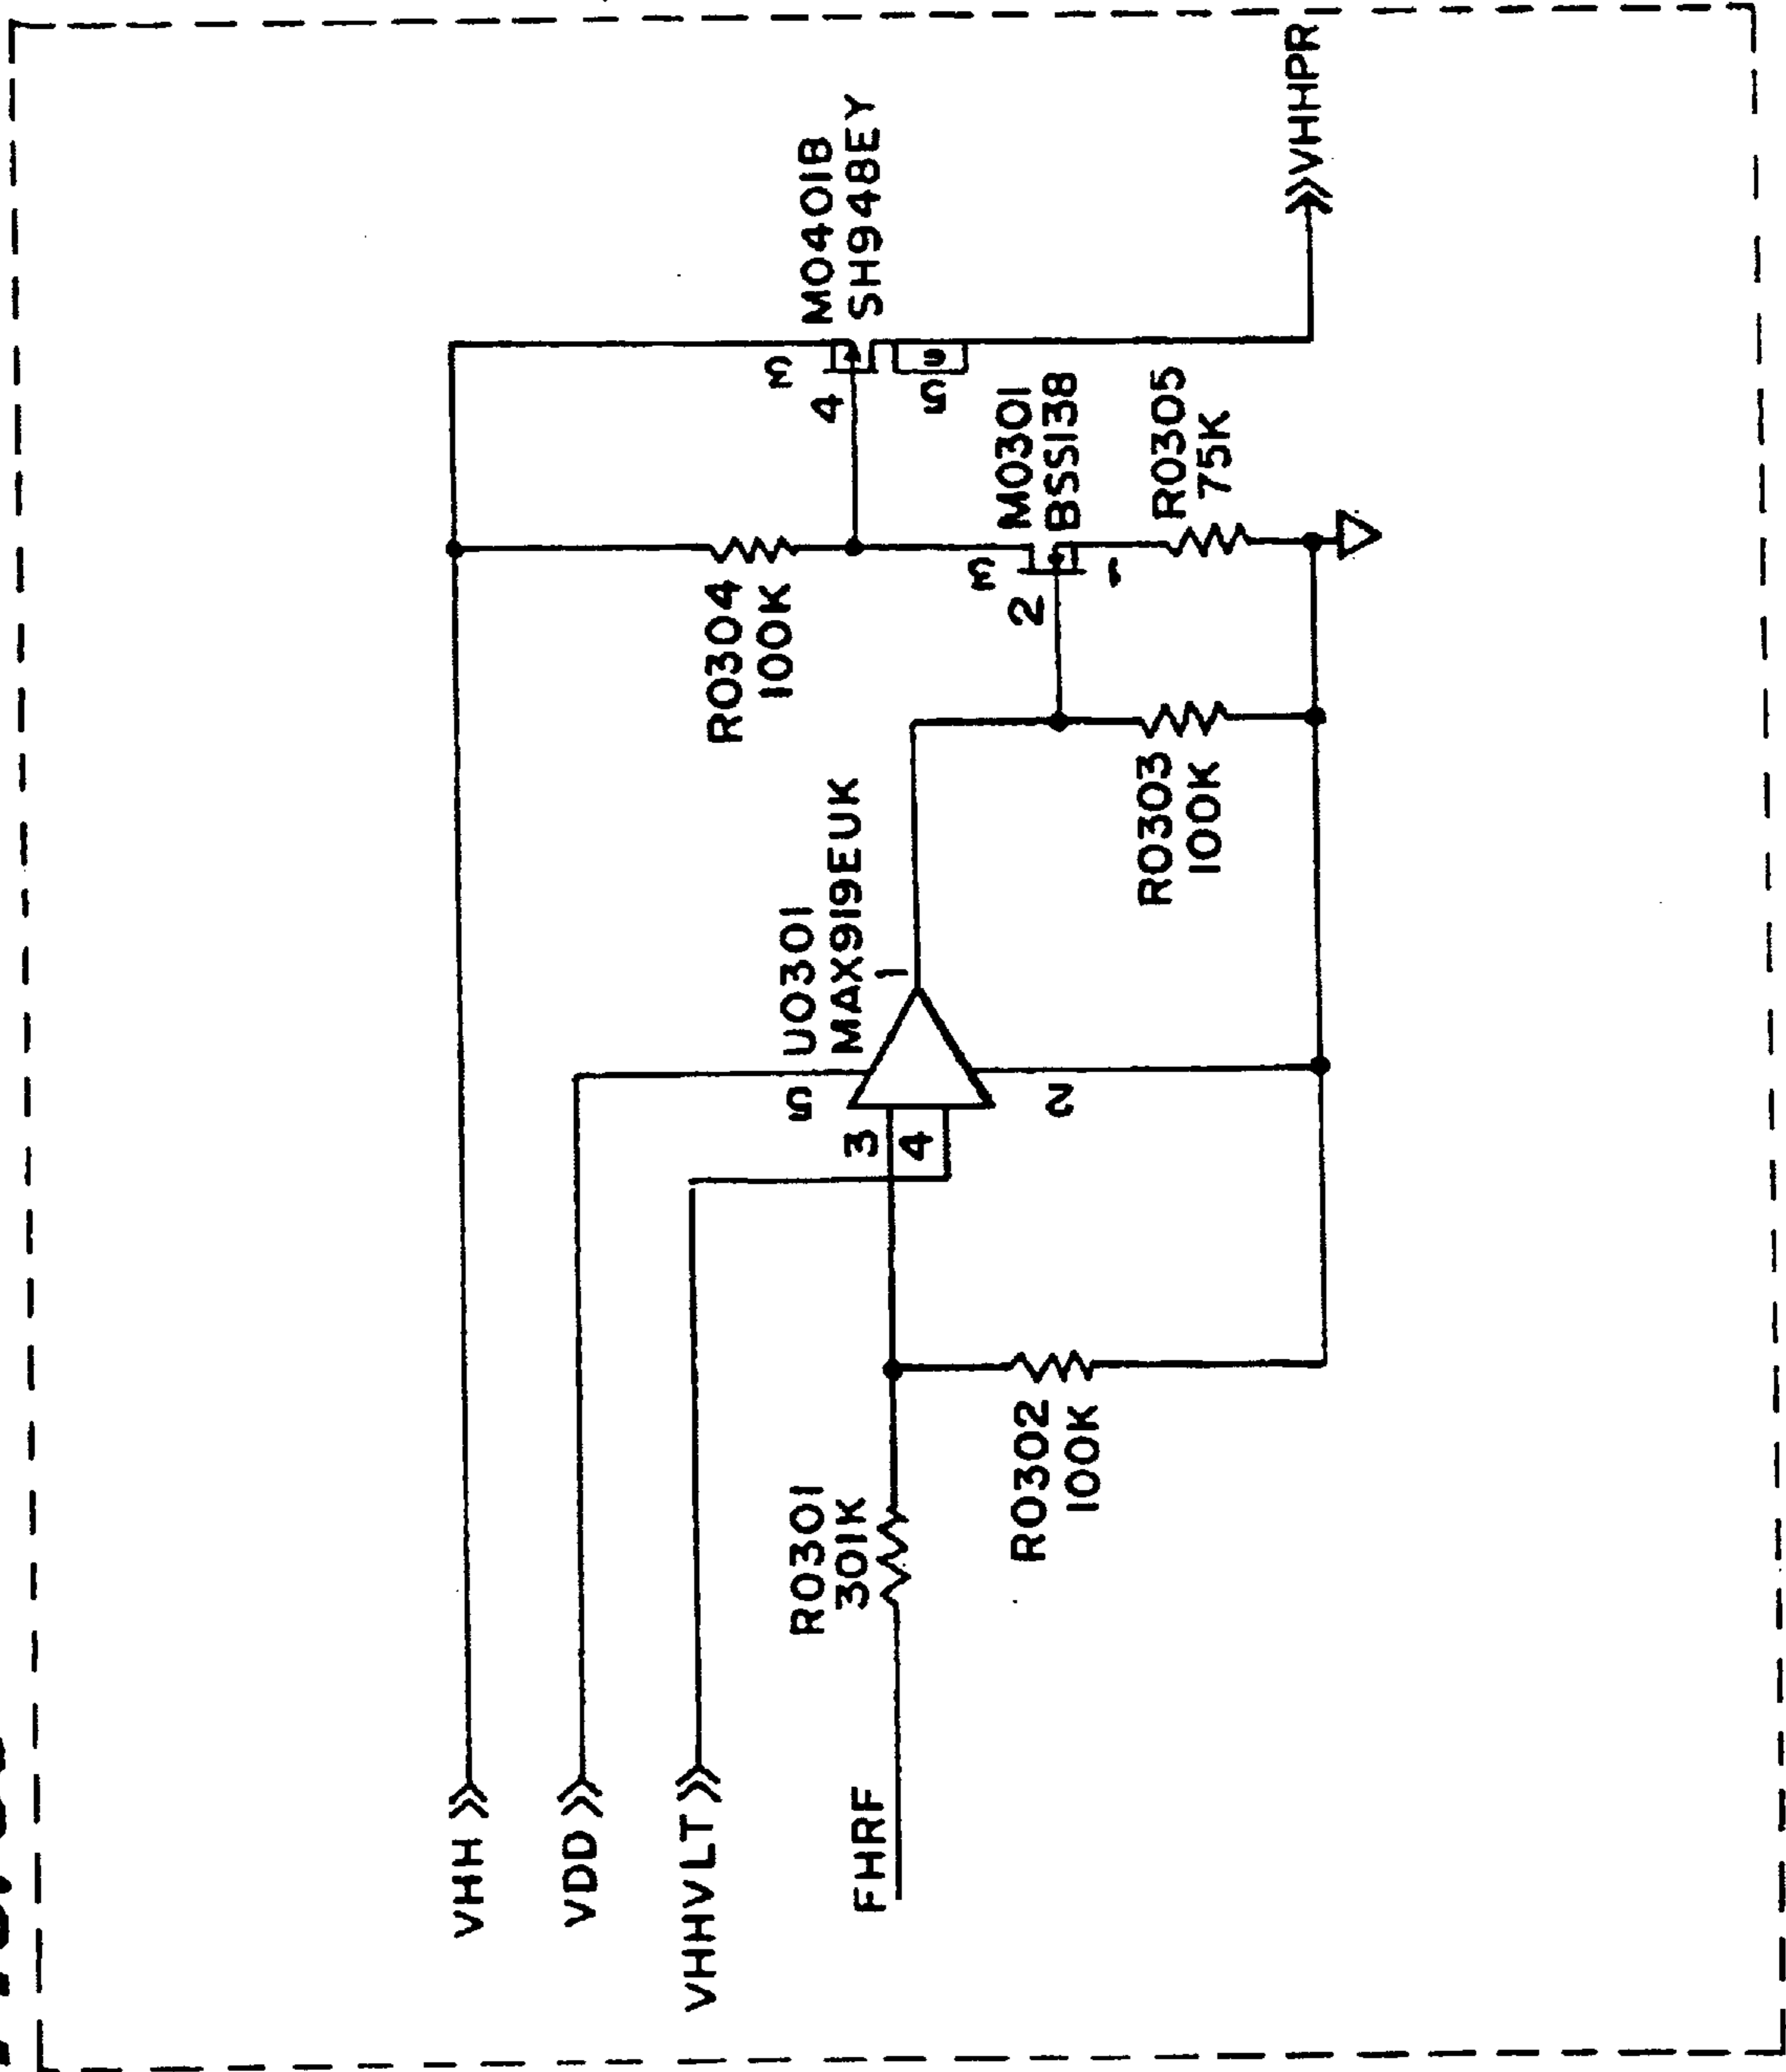 VHH
VDD
VHHVLT
FHRF
R0301
301K
R0302
100K
U0301
MAX919EUK
5
3
4
1
2
R0303
100K
R0304
100K
3
2
1
M0301
BSS138
R0305
75K
M0401B
SH948EY
3
4
5
6
VHHPR